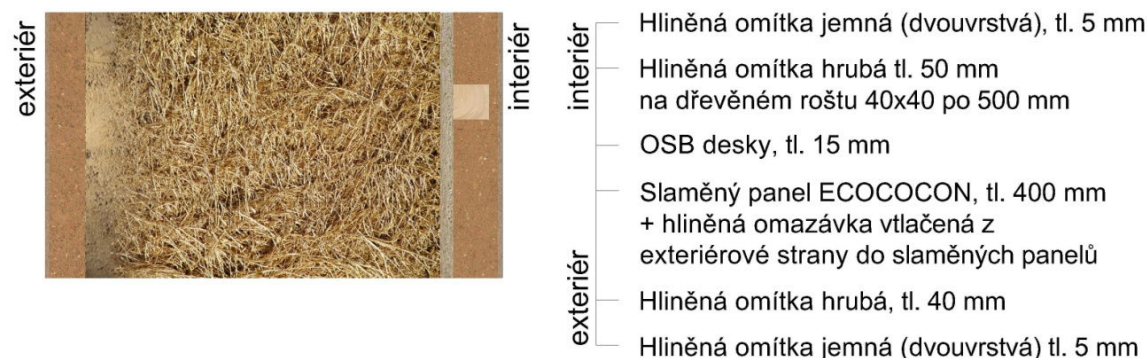 exteriér
interiér
interiér
Hliněná omítka jemná (dvouvrstvá), tl. 5 mm
Hliněná omítka hrubá tl. 50 mm
na dřevěném roštu 40x40 po 500 mm
OSB desky, tl. 15 mm
Slaměný panel ECOCOCON, tl. 400 mm
+ hliněná omazávka vtlačená z
exteriérové strany do slaměných panelů
exteriér
Hliněná omítka hrubá, tl. 40 mm
Hliněná omítka jemná (dvouvrstvá) tl. 5 mm